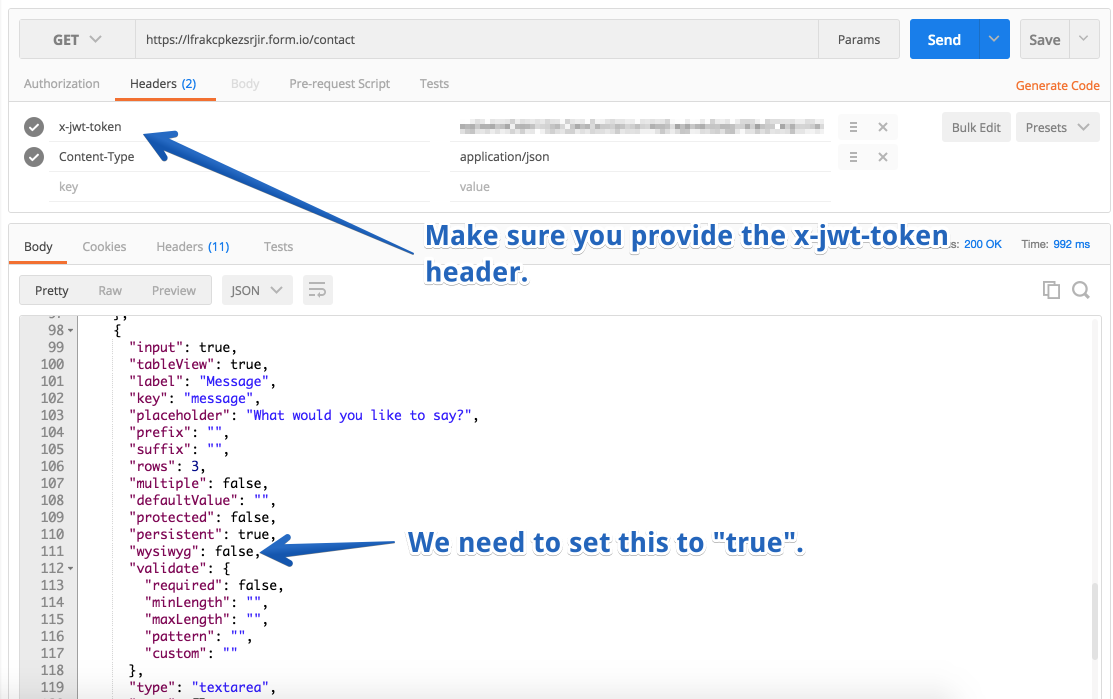 GET https://lfrakcpkezsrjir.form.io/contact Params Send Save
Authorization Headers (2) Body Pre-request Script Tests Generate Code
x-jwt-token Bulk Edit Presets
Content-Type application/json
key value
Make sure you provide the x-jwt-token
header.
Body Cookies Headers (11) Tests 200 OK Time: 992 ms
Pretty Raw Preview JSON
98 {
99 "input": true,
100 "tableView": true,
101 "label": "Message",
102 "key": "message",
103 "placeholder": "What would you like to say?",
104 "prefix": "",
105 "suffix": "",
106 "rows": 3,
107 "multiple": false,
108 "defaultValue": "",
109 "protected": false,
110 "persistent": true,
111 "wysiwyg": false,
We need to set this to "true".
112 "validate": {
113 "required": false,
114 "minLength": "",
115 "maxLength": "",
116 "pattern": "",
117 "custom": ""
118 },
119 "type": "textarea",